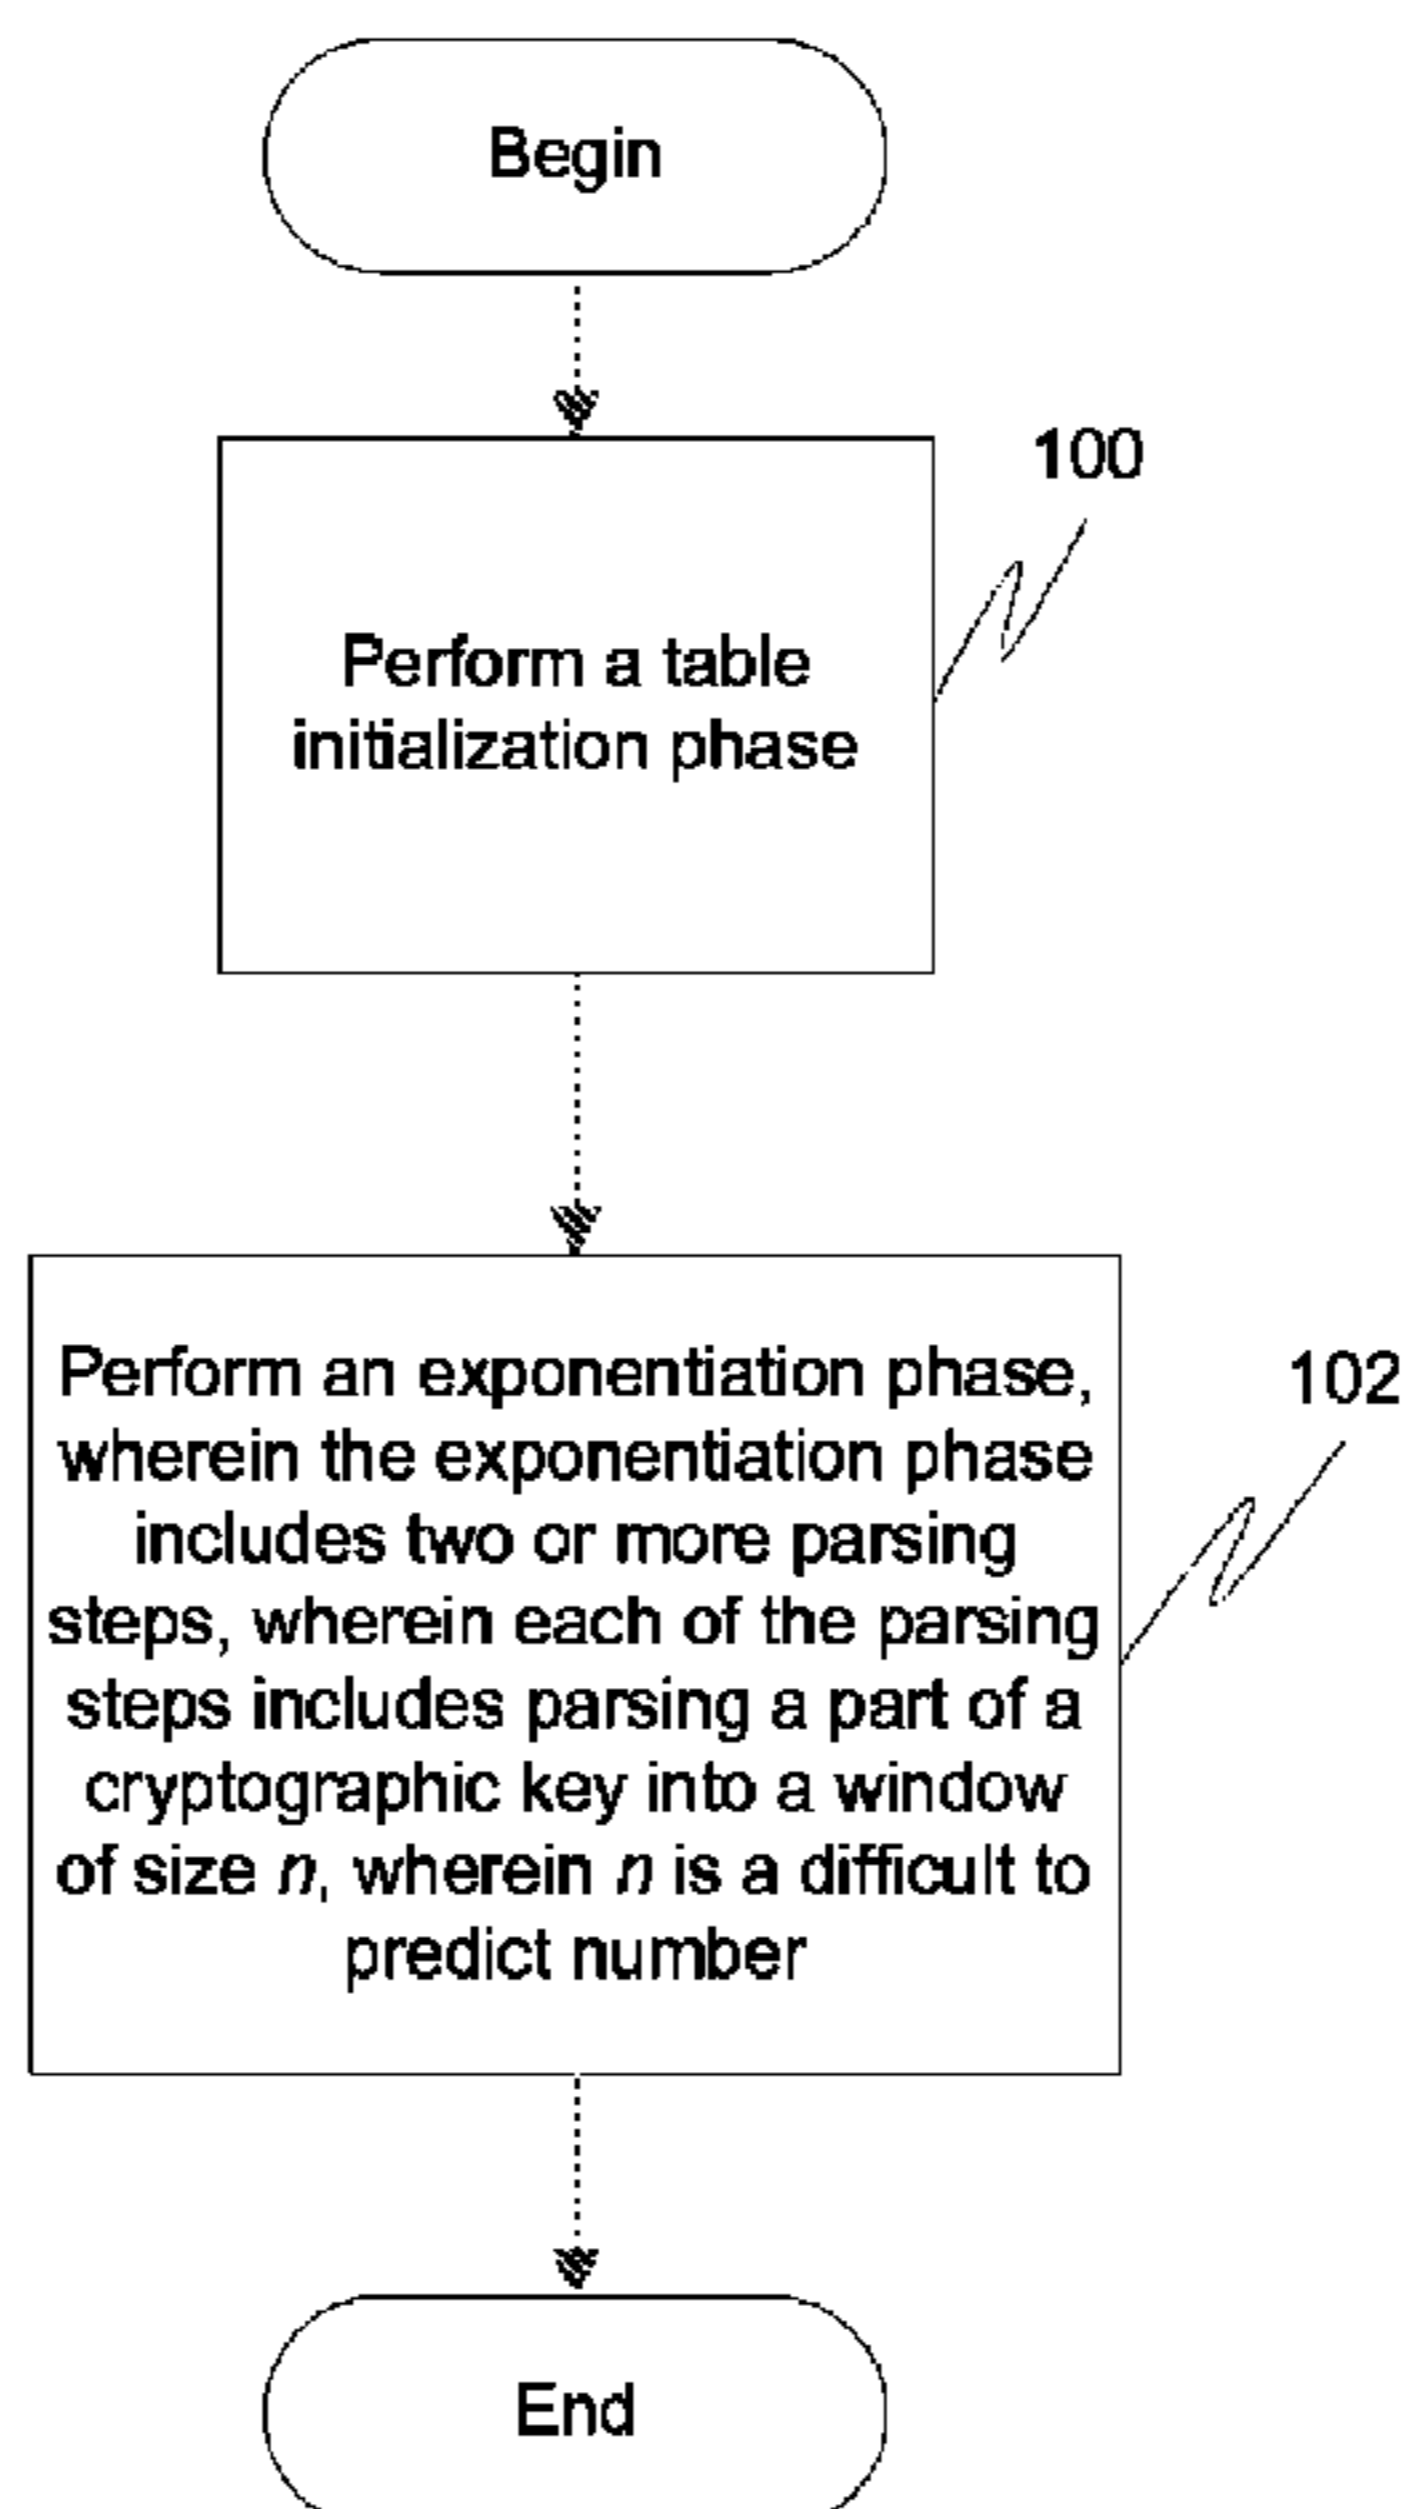 Begin
100
Perform a table
initialization phase
Perform an exponentiation phase,
102
wherein the exponentiation phase
includes two or more parsing
steps, wherein each of the parsing
steps includes parsing a part of a
cryptographic key into a window
of size n, wherein n is a difficult to
predict number
End